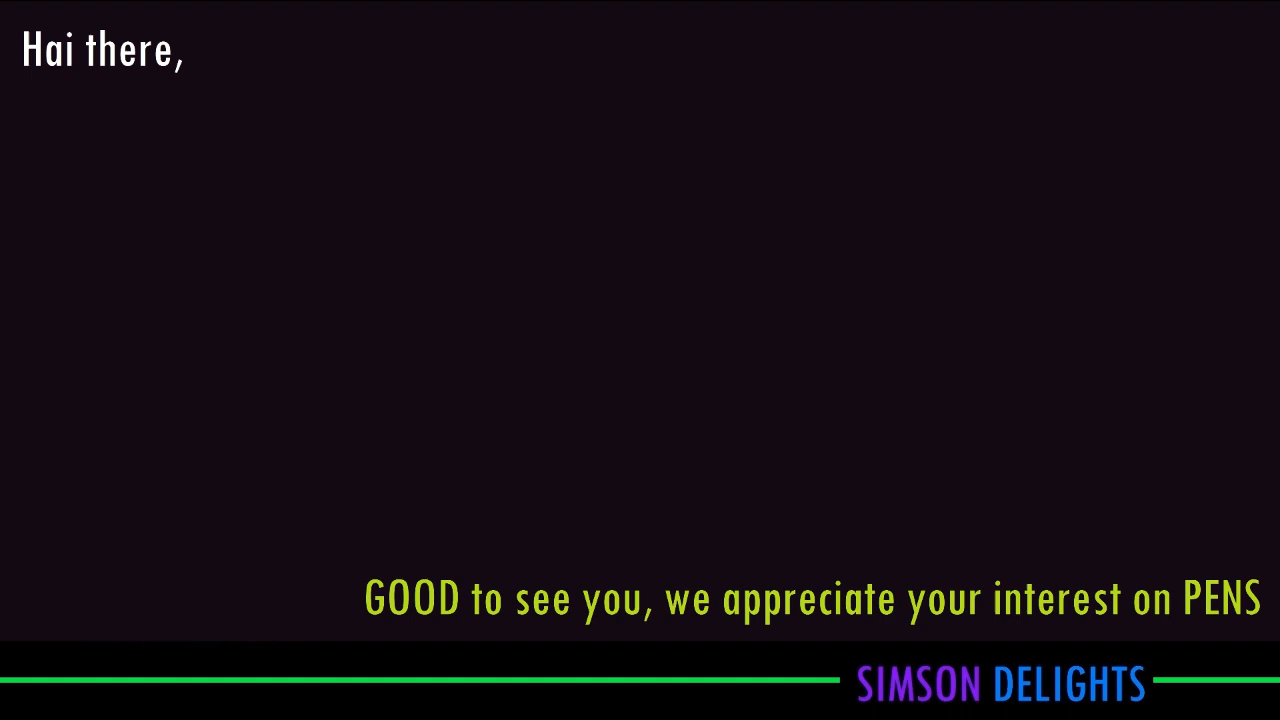 Hai there,
GOOD to see you, we appreciate your interest on PENS
SIMSON DELIGHTS